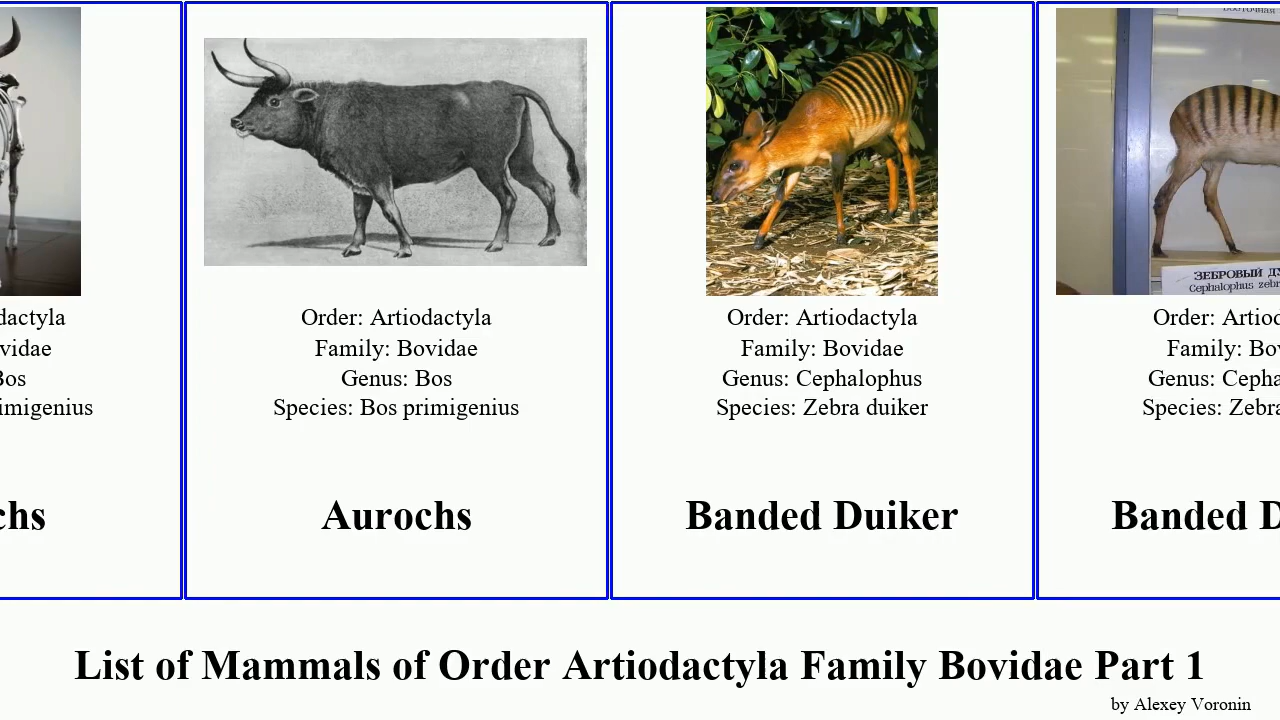 dactyla
vidae
Bos
imigenius
chs
Order: Artiodactyla
Family: Bovidae
Genus: Bos
Species: Bos primigenius
Aurochs
Order: Artiodactyla
Family: Bovidae
Genus: Cephalophus
Species: Zebra duiker
Banded Duiker
ЗЕБРОВЫЙ ДУ
Cephalophus zebr
Order: Artiod
Family: Bov
Genus: Cepha
Species: Zebra
Banded D
List of Mammals of Order Artiodactyla Family Bovidae Part 1
by Alexey Voronin